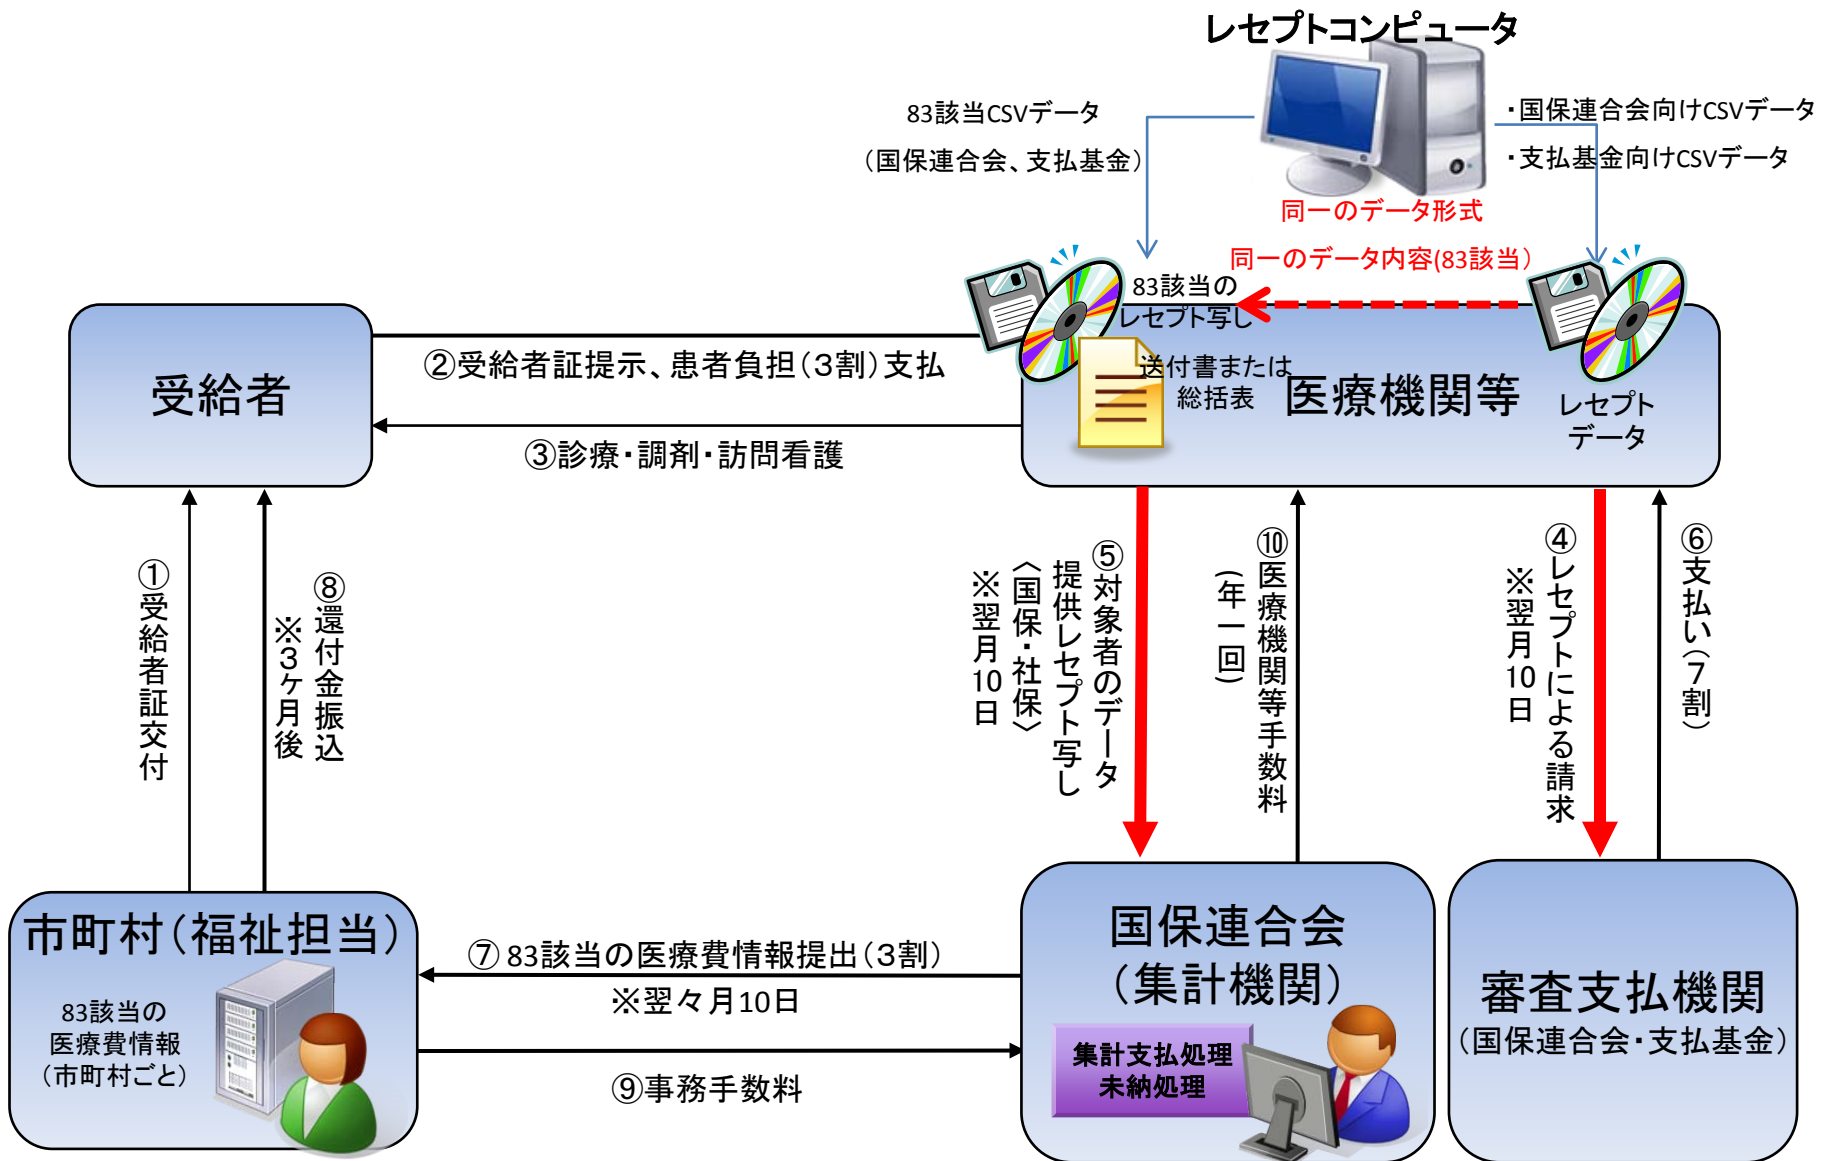 レセプトコンピュータ
83該当CSVデータ
（国保連合会、支払基金）
・国保連合会向けCSVデータ
・支払基金向けCSVデータ
同一のデータ形式
同一のデータ内容(83該当）
83該当の
レセプト写し
送付書または
総括表
医療機関等
レセプト
データ
受給者
②受給者証提示、患者負担（３割）支払
③診療・調剤・訪問看護
①受給者証交付
⑧還付金振込
※３ヶ月後
⑤対象者のデータ
提供レセプト写し
〈国保・社保〉
※翌月10日
⑩医療機関等手数料
（年一回）
④レセプトによる請求
※翌月10日
⑥支払い（７割）
市町村（福祉担当）
83該当の
医療費情報
（市町村ごと）
⑦83該当の医療費情報提出（３割）
※翌々月10日
⑨事務手数料
国保連合会
（集計機関）
集計支払処理
未納処理
審査支払機関
（国保連合会・支払基金）